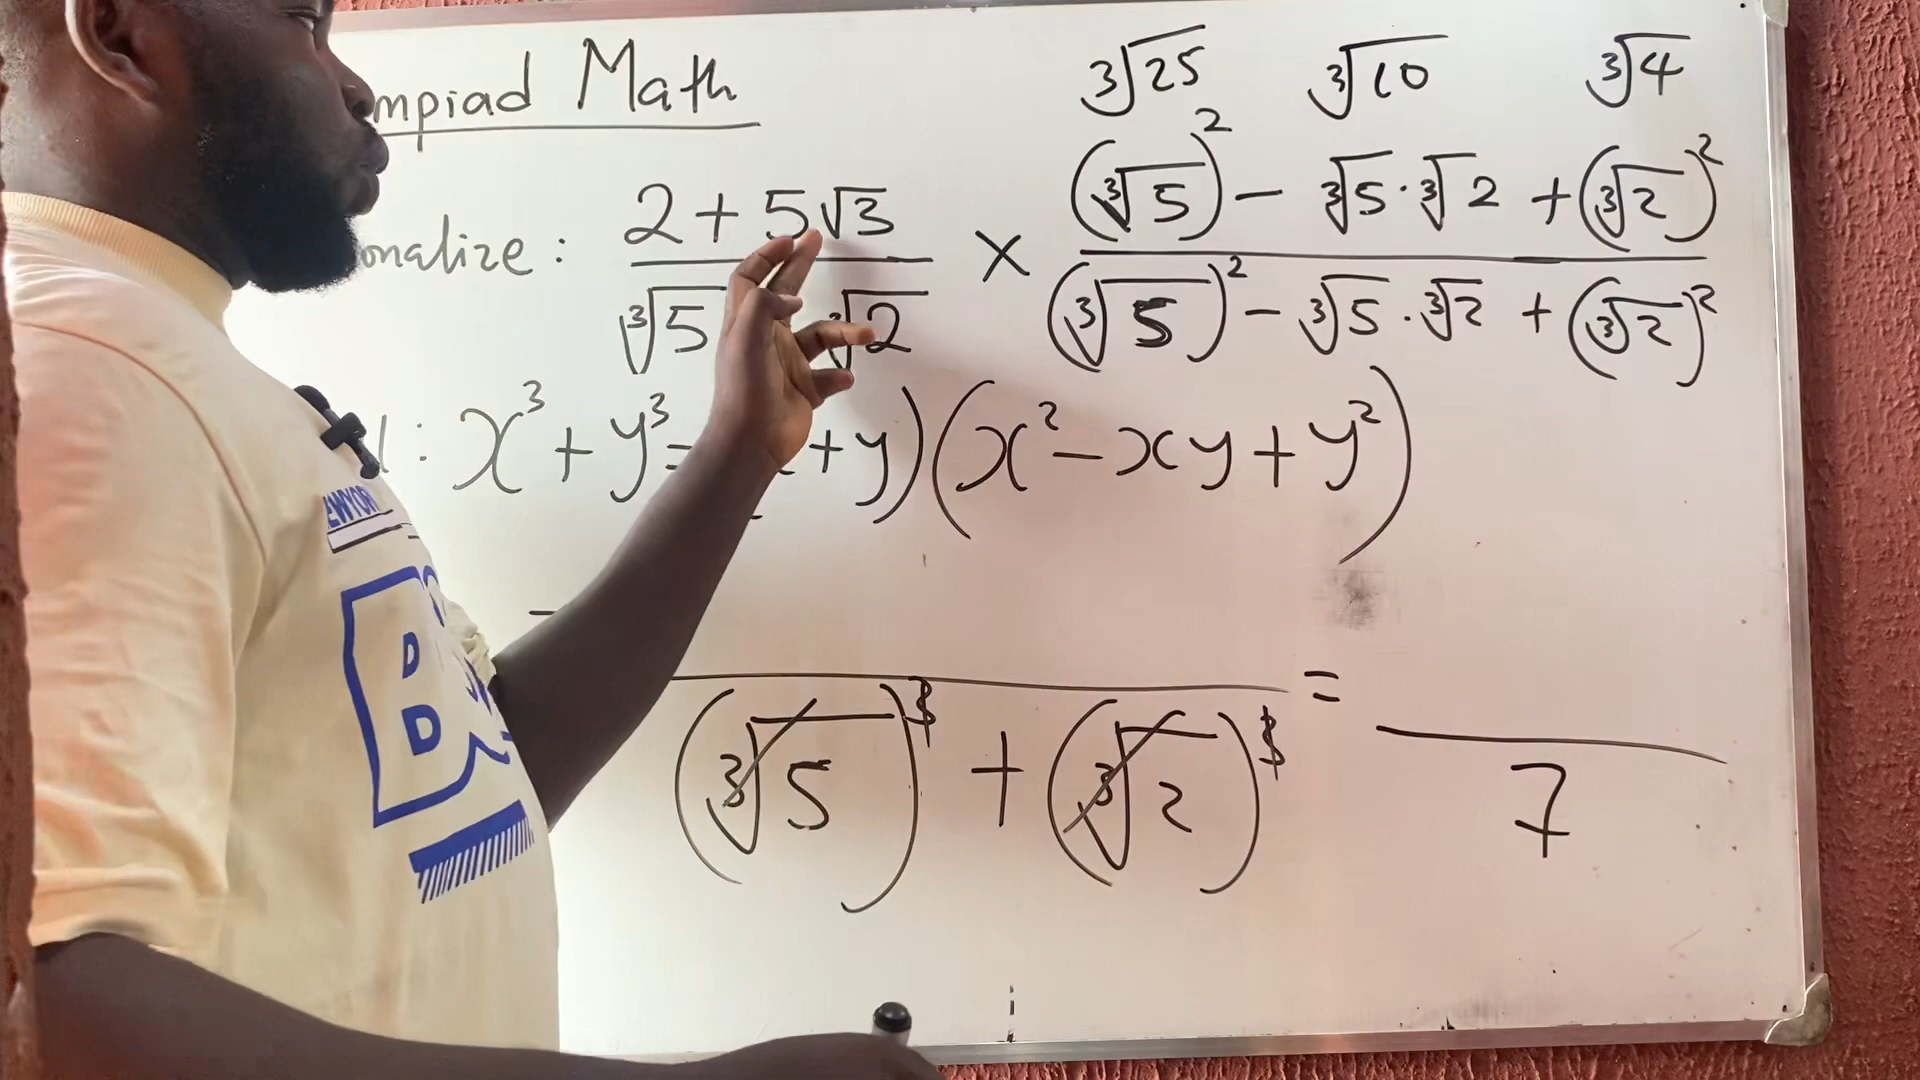 mpiad Math
∛25 ∛10 ∛4
onalize : (2 + 5√3)/(∛5 ∛2) × ((∛5)² − ∛5 · ∛2 + (∛2)²)/((∛5)² − ∛5 · ∛2 + (∛2)²)
l : x³ + y³ = +y)(x² − xy + y²)
/((∛5)³ + (∛2)³) = /7
EWYOR
B
D
D